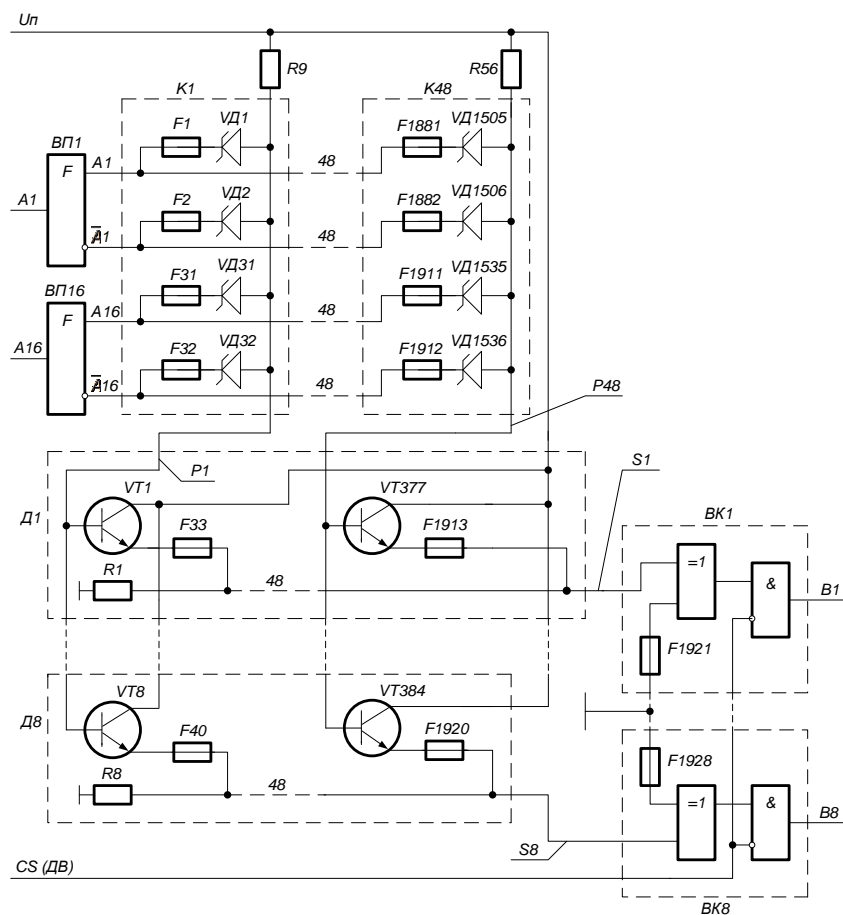 Uп
R9
R56
K1
K48
F1
VД1
F1881
VД1505
ВП1
F
A1
A1
48
F2
VД2
F1882
VД1506
A1
48
F31
VД31
F1911
VД1535
ВП16
F
A16
A16
48
F32
VД32
F1912
VД1536
A16
48
P48
P1
S1
Д1
VT1
VT377
F33
F1913
ВК1
R1
48
=1
&
B1
F1921
Д8
VT8
VT384
F40
F1920
R8
48
F1928
=1
&
B8
S8
CS (ДВ)
ВК8